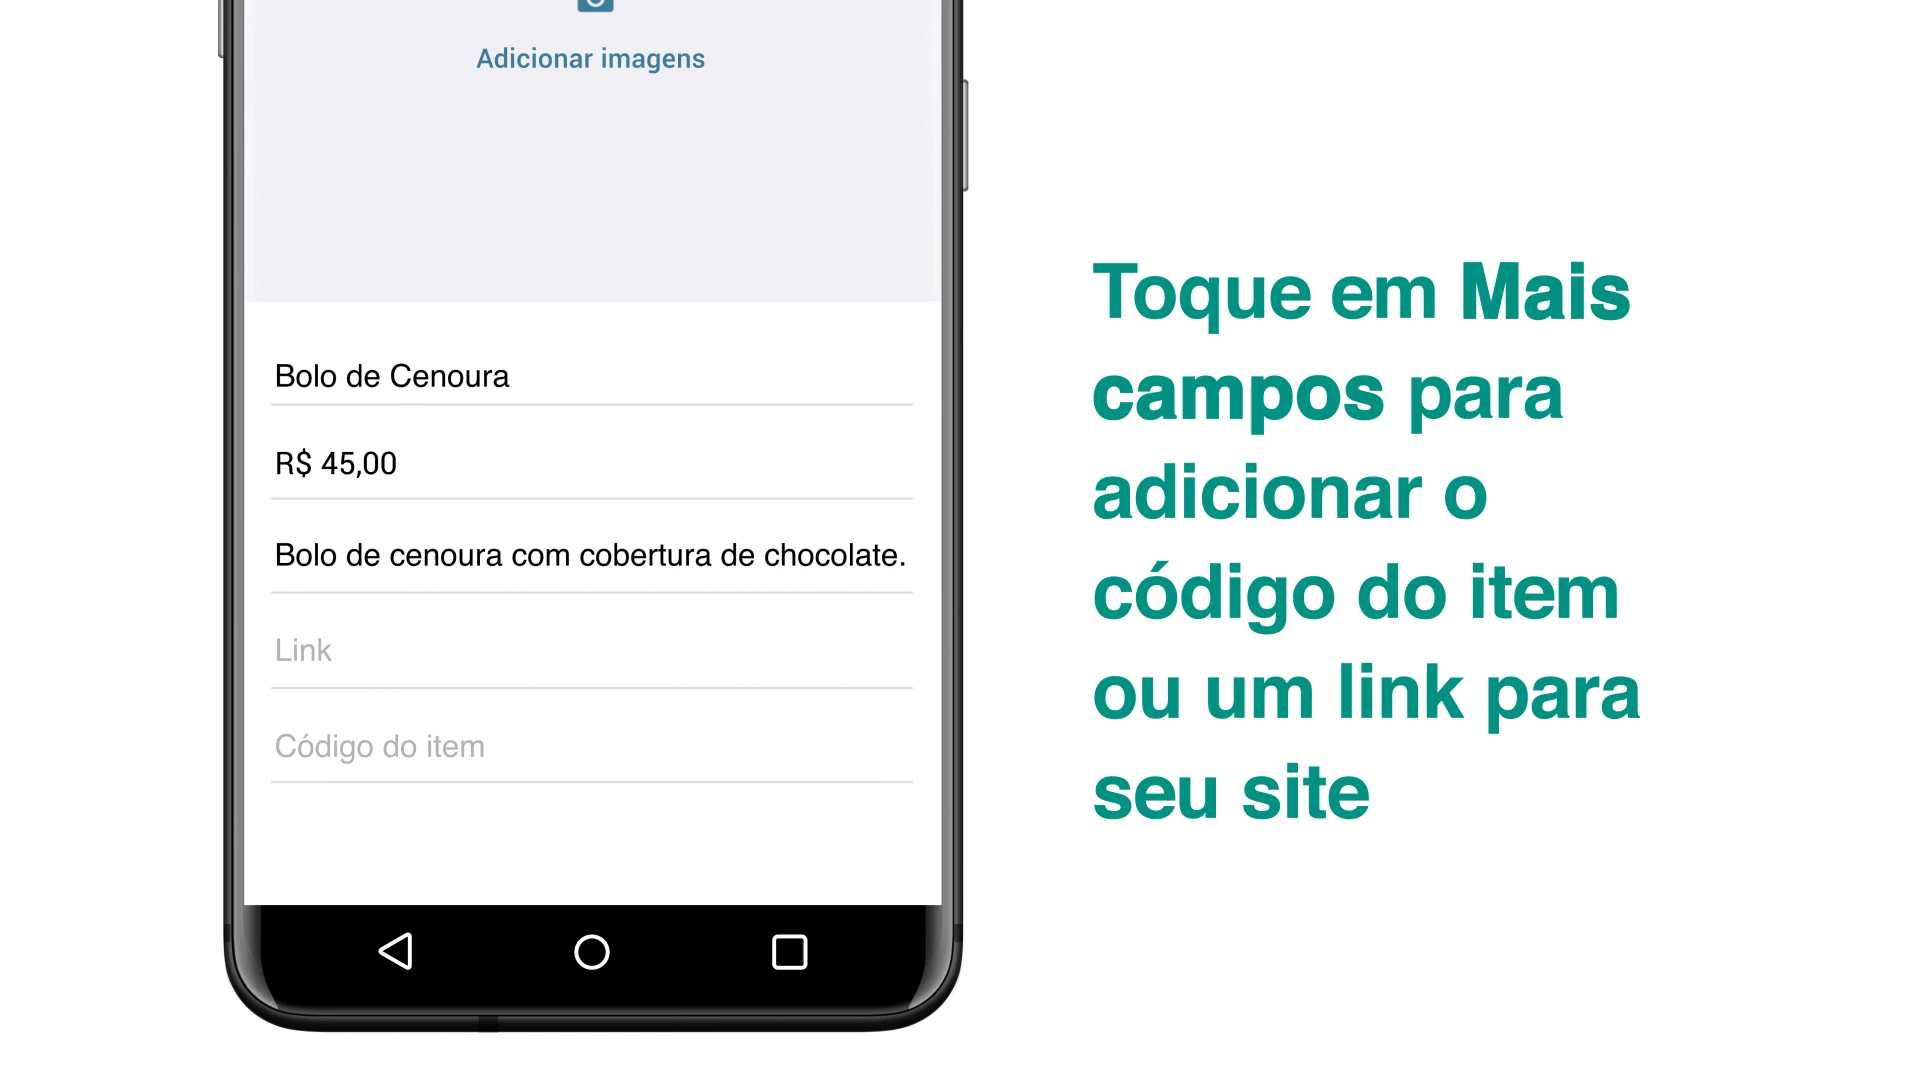 Adicionar imagens
Bolo de Cenoura
R$ 45,00
Bolo de cenoura com cobertura de chocolate.
Link
Código do item
Toque em Mais
campos para
adicionar o
código do item
ou um link para
seu site